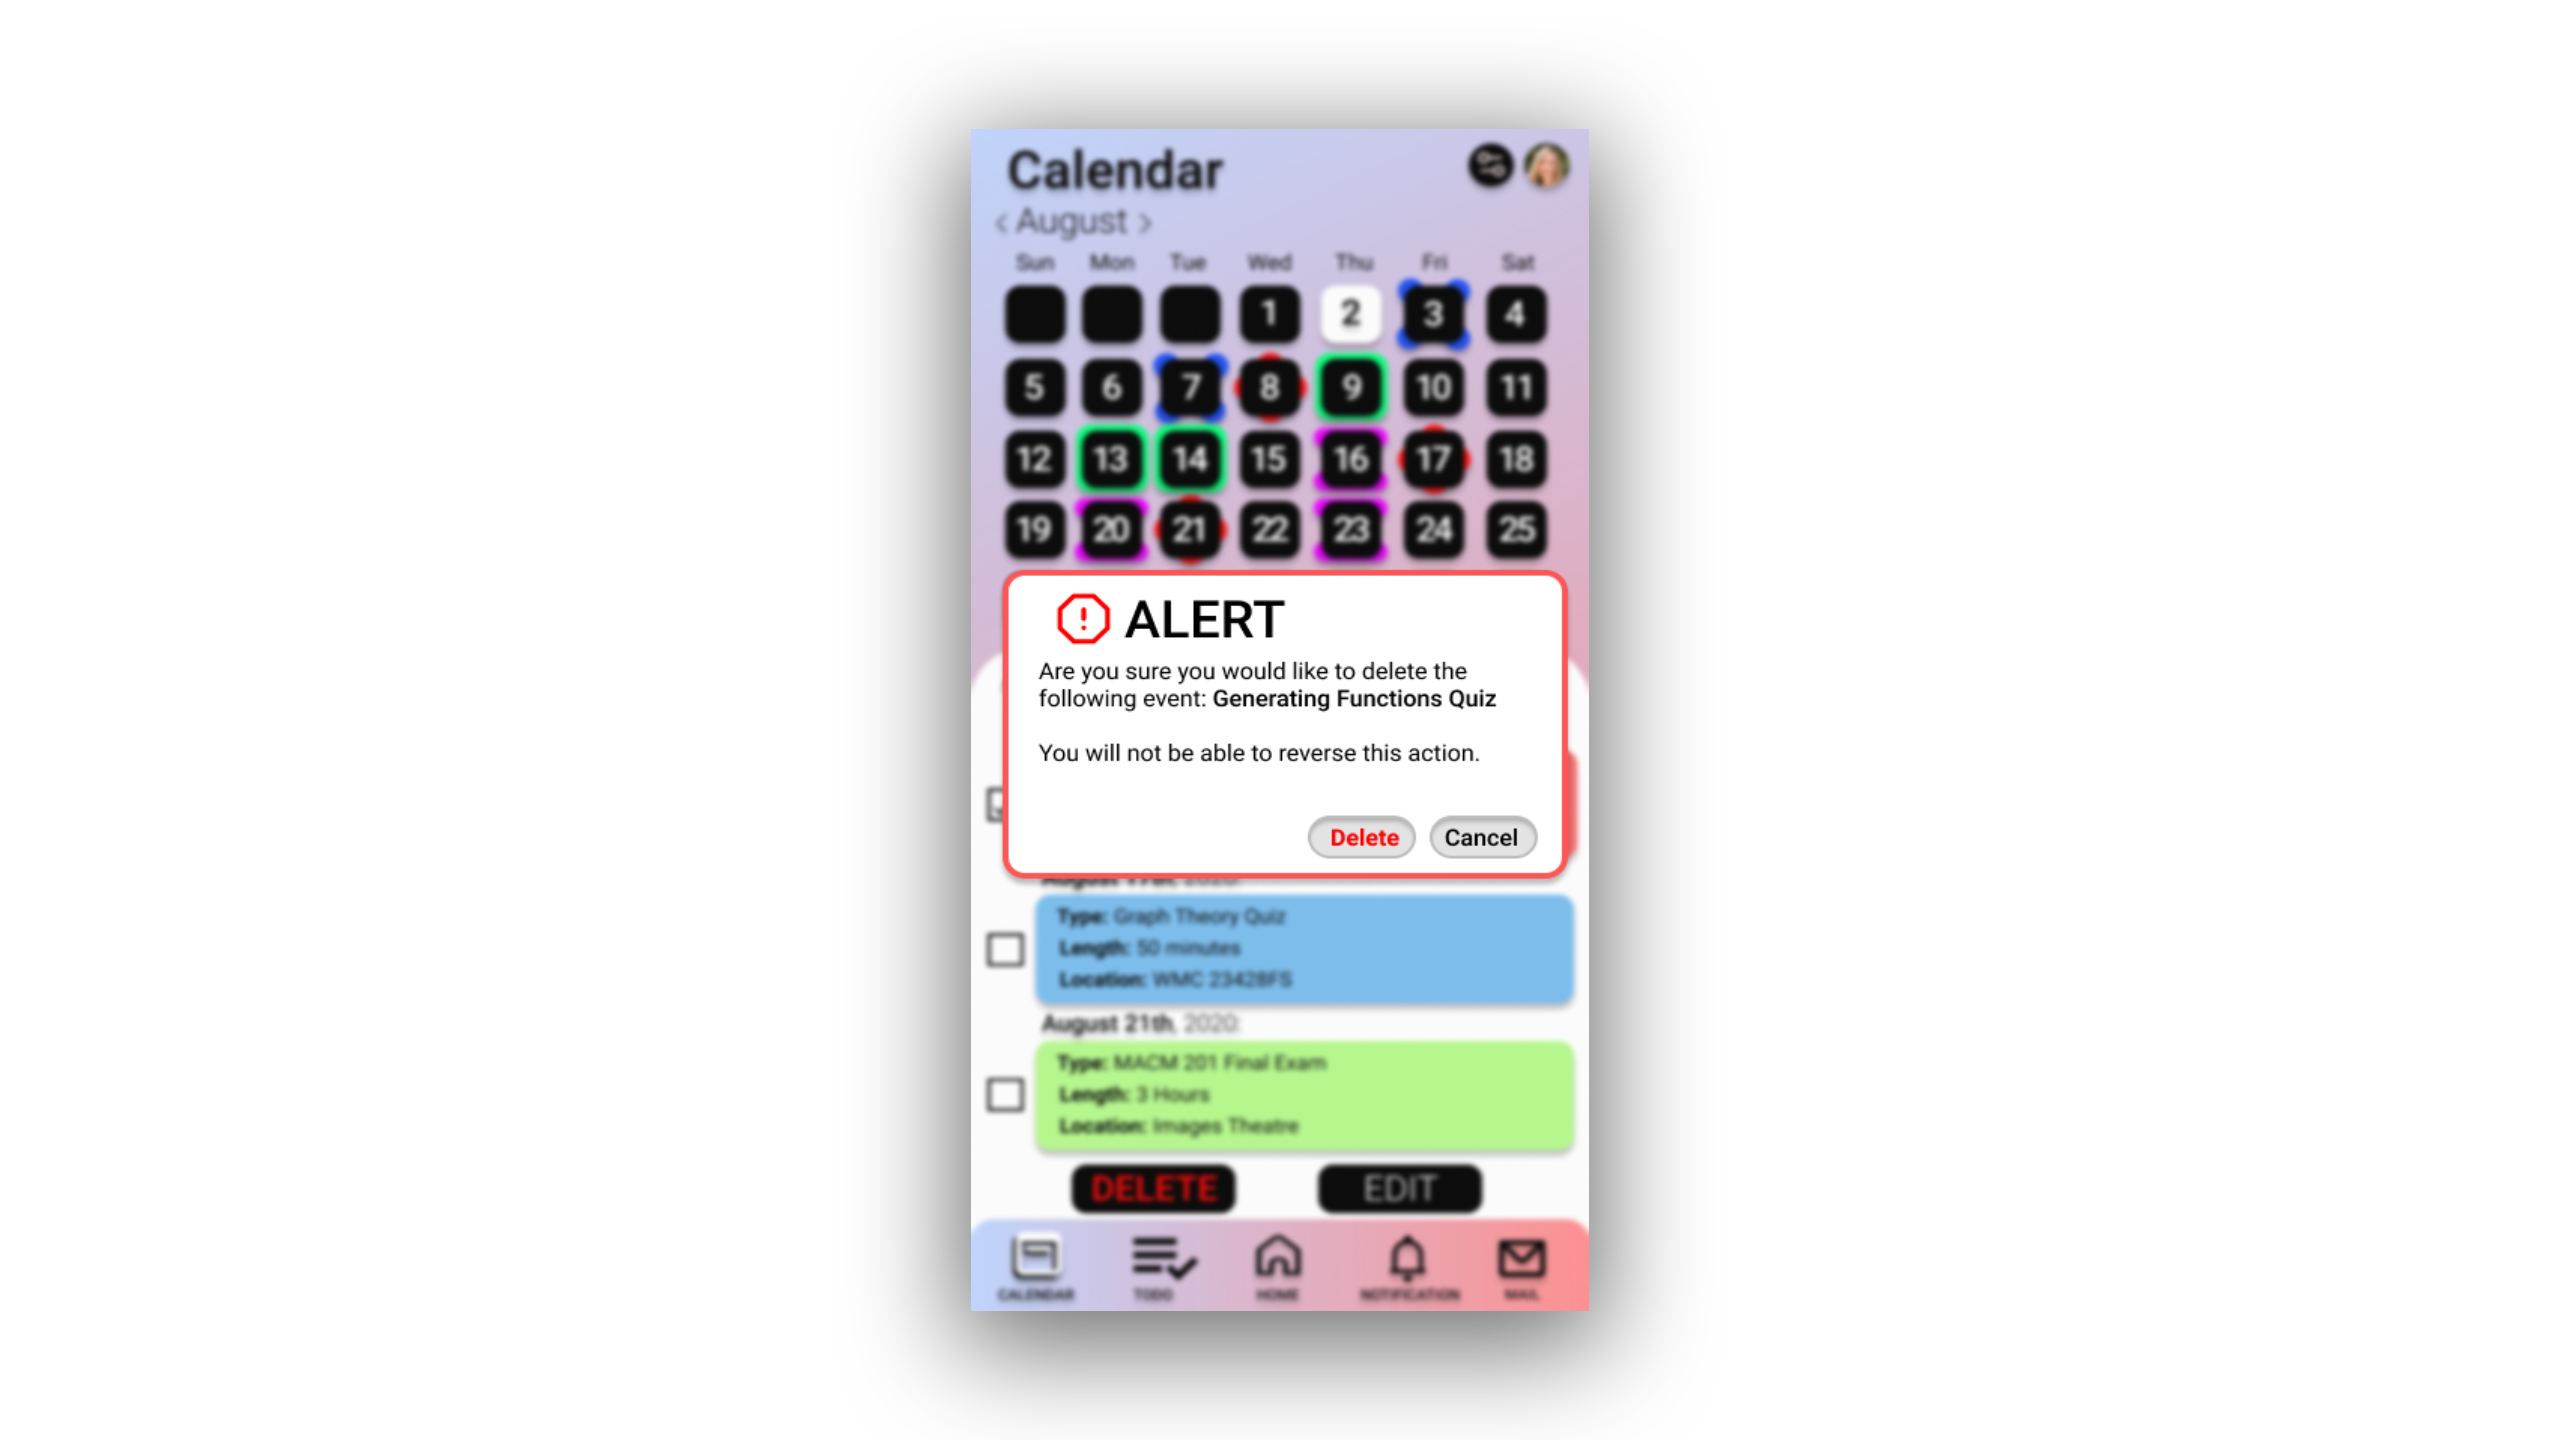 Calendar
< August >
Sun Mon Tue Wed Thu Fri Sat
1 2 3 4
5 6 7 8 9 10 11
12 13 14 15 16 17 18
19 20 21 22 23 24 25
ALERT
Are you sure you would like to delete the
following event: Generating Functions Quiz
You will not be able to reverse this action.
Delete Cancel
August 17th, 2020:
Type: Graph Theory Quiz
Length: 50 minutes
Location: WMC 23428FS
August 21th, 2020:
Type: MACM 201 Final Exam
Length: 3 Hours
Location: Images Theatre
DELETE EDIT
CALENDAR TODO HOME NOTIFICATION MAIL